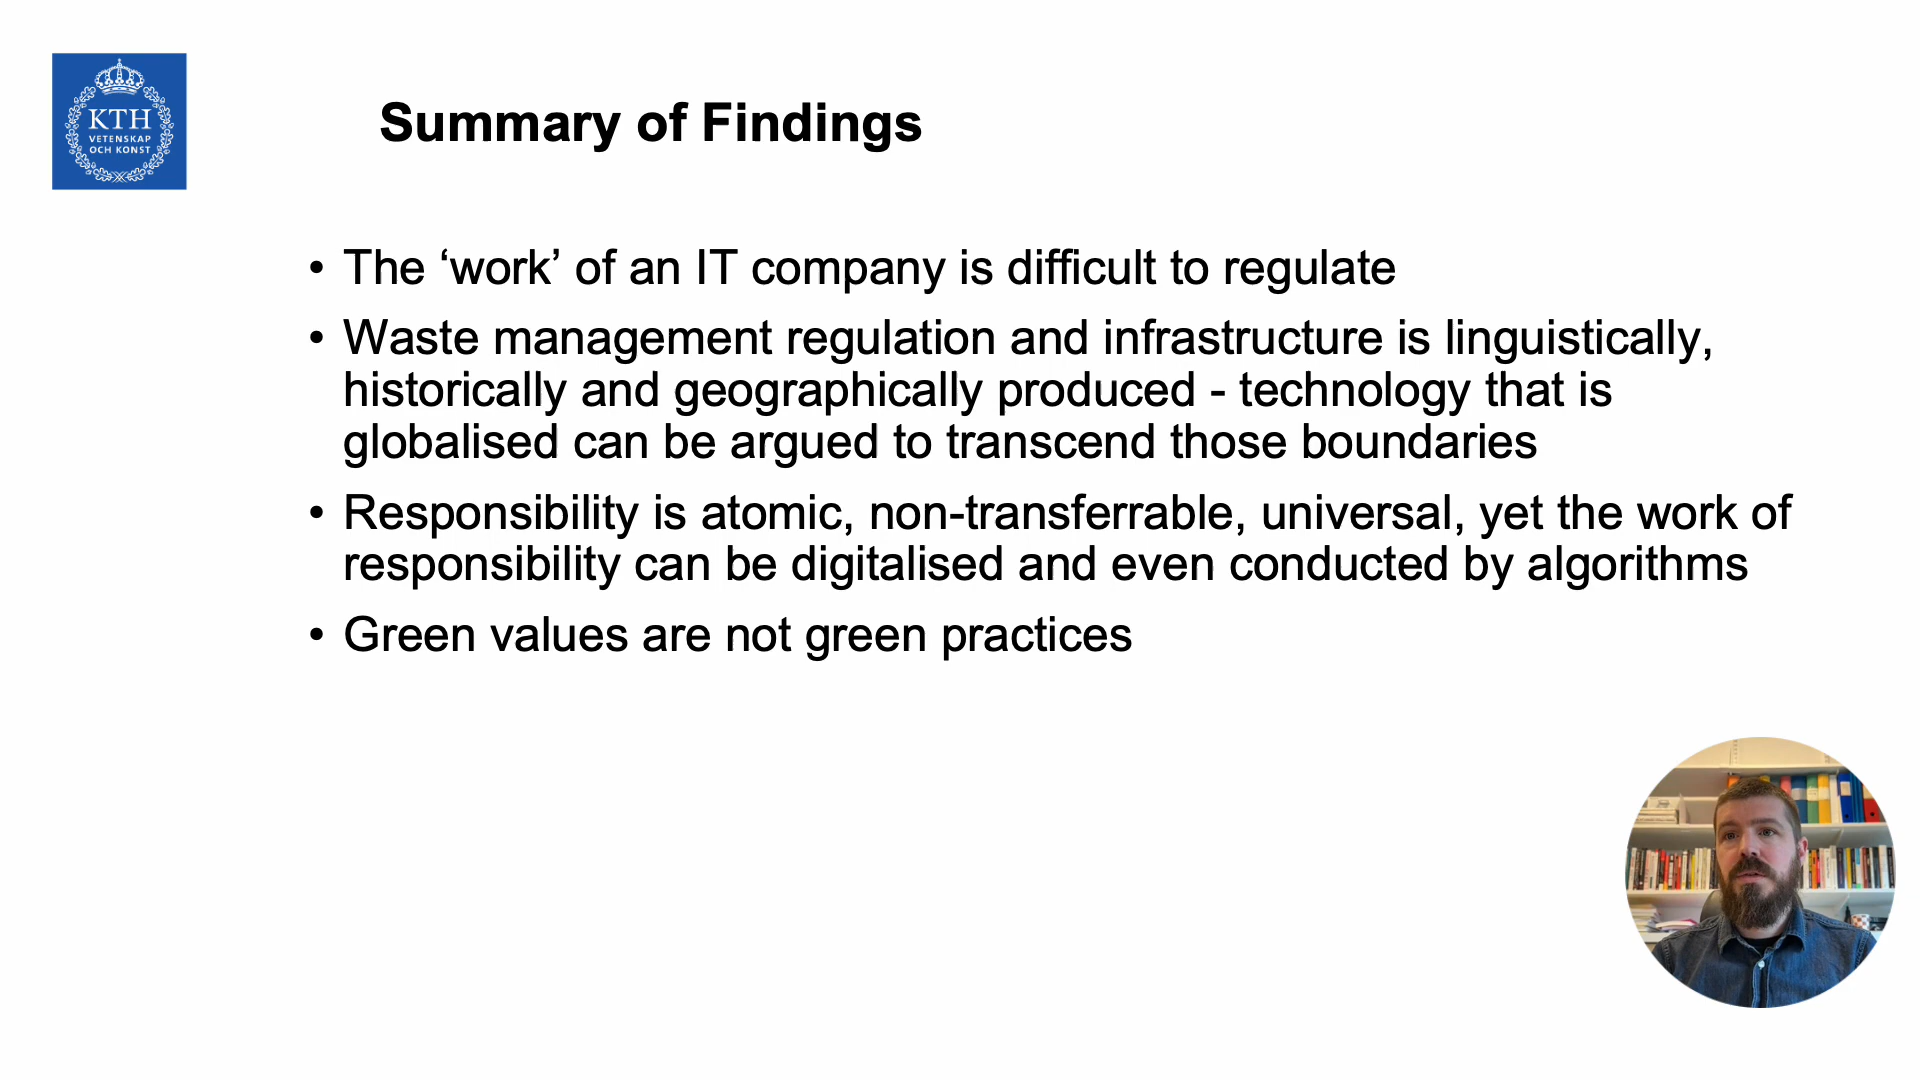 KTH
VETENSKAP
OCH KONST
Summary of Findings
• The ‘work’ of an IT company is difficult to regulate
• Waste management regulation and infrastructure is linguistically,
historically and geographically produced - technology that is
globalised can be argued to transcend those boundaries
• Responsibility is atomic, non-transferrable, universal, yet the work of
responsibility can be digitalised and even conducted by algorithms
• Green values are not green practices